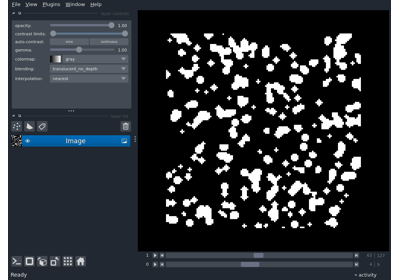 File View Plugins Window Help
opacity: 1.00
contrast limits:
auto-contrast: once continuous
gamma: 1.00
colormap: gray
blending: translucent_no_depth
interpolation: nearest
Image
1
0
Ready
activity